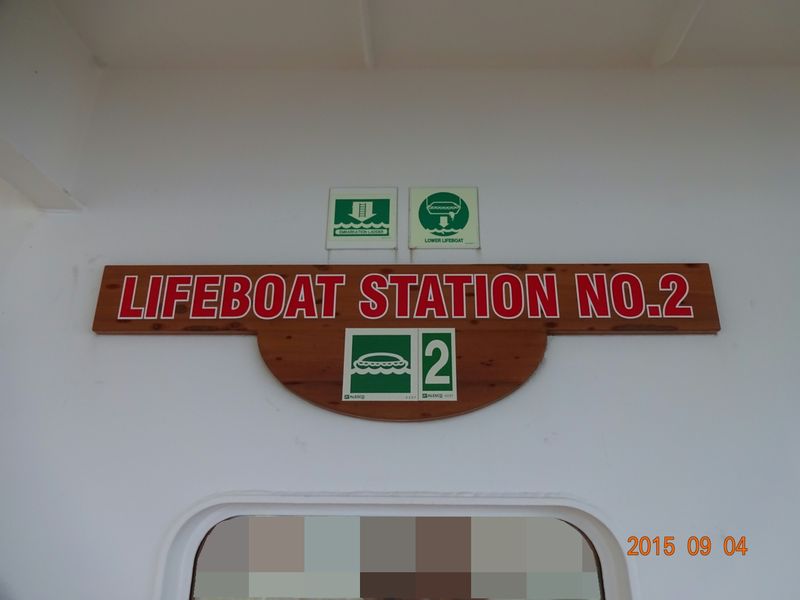 EMBARKATION LADDER
LOWER LIFEBOAT
LIFEBOAT STATION NO.2
2
2015 09 04